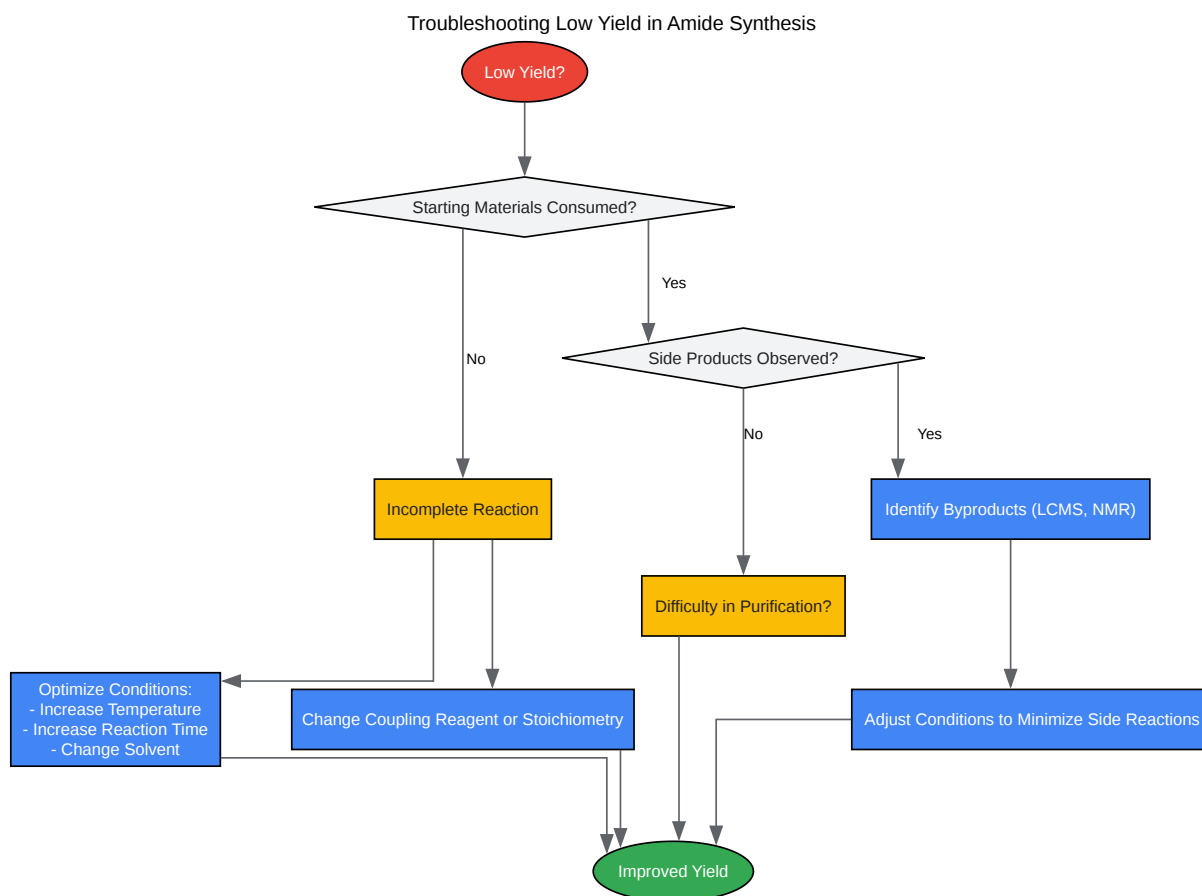 Troubleshooting Low Yield in Amide Synthesis
Low Yield?
Starting Materials Consumed?
Yes
No
Side Products Observed?
No
Yes
Incomplete Reaction
Identify Byproducts (LCMS, NMR)
Difficulty in Purification?
Optimize Conditions:
- Increase Temperature
- Increase Reaction Time
- Change Solvent
Change Coupling Reagent or Stoichiometry
Adjust Conditions to Minimize Side Reactions
Improved Yield